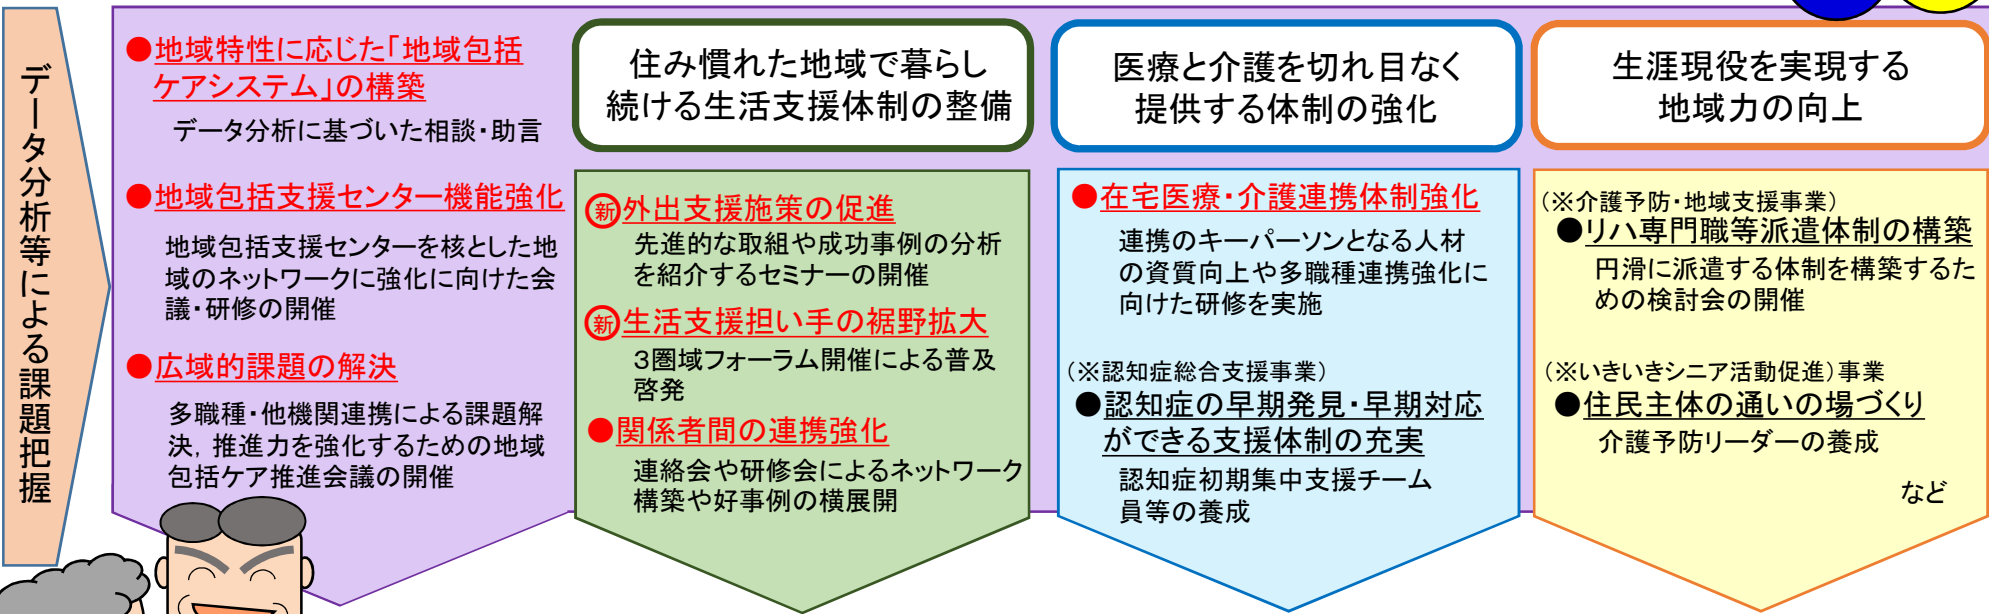 データ分析等による課題把握
●地域特性に応じた「地域包括
ケアシステム」の構築
データ分析に基づいた相談・助言
●地域包括支援センター機能強化
地域包括支援センターを核とした地
域のネットワークに強化に向けた会
議・研修の開催
●広域的課題の解決
多職種・他機関連携による課題解
決，推進力を強化するための地域
包括ケア推進会議の開催
住み慣れた地域で暮らし
続ける生活支援体制の整備
㊟外出支援施策の促進
先進的な取組や成功事例の分析
を紹介するセミナーの開催
新生活支援担い手の裾野拡大
３圏域フォーラム開催による普及
啓発
●関係者間の連携強化
連絡会や研修会によるネットワーク
構築や好事例の横展開
医療と介護を切れ目なく
提供する体制の強化
●在宅医療・介護連携体制強化
連携のキーパーソンとなる人材
の資質向上や多職種連携強化に
向けた研修を実施
（※認知症総合支援事業）
●認知症の早期発見・早期対応
ができる支援体制の充実
認知症初期集中支援チーム
員等の養成
生涯現役を実現する
地域力の向上
（※介護予防・地域支援事業）
●リハ専門職等派遣体制の構築
円滑に派遣する体制を構築するた
めの検討会の開催
（※いきいきシニア活動促進）事業
●住民主体の通いの場づくり
介護予防リーダーの養成
など